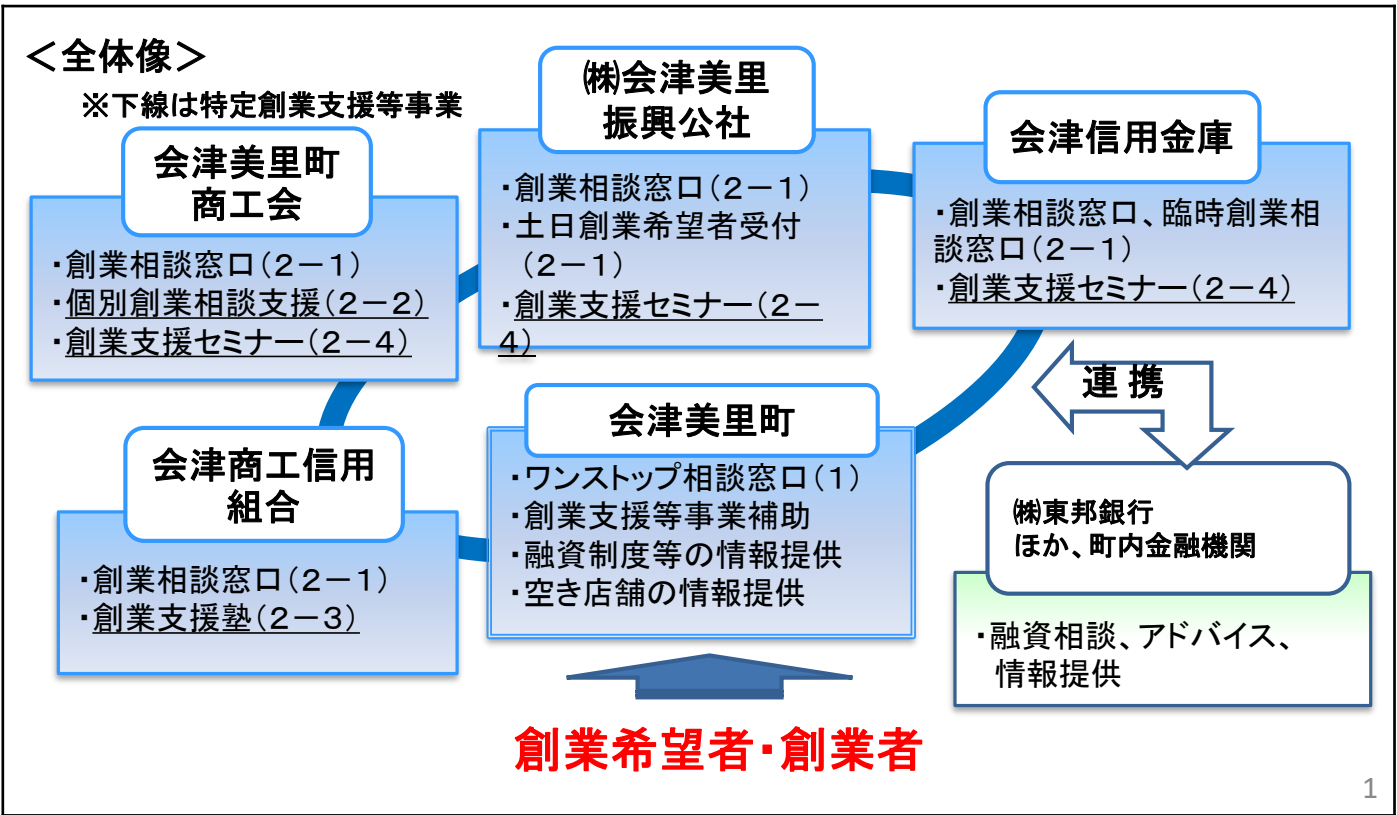 ＜全体像＞
※下線は特定創業支援等事業
会津美里町
商工会
・創業相談窓口（２－１）
・個別創業相談支援（２－２）
・創業支援セミナー（２－４）
㈱会津美里
振興公社
・創業相談窓口（２－１）
・土日創業希望者受付
（２－１）
・創業支援セミナー（２－
４）
会津信用金庫
・創業相談窓口、臨時創業相
談窓口（２－１）
・創業支援セミナー（２－４）
連 携
会津商工信用
組合
・創業相談窓口（２－１）
・創業支援塾（２－３）
会津美里町
・ワンストップ相談窓口（１）
・創業支援等事業補助
・融資制度等の情報提供
・空き店舗の情報提供
㈱東邦銀行
ほか、町内金融機関
・融資相談、アドバイス、
情報提供
創業希望者・創業者
1